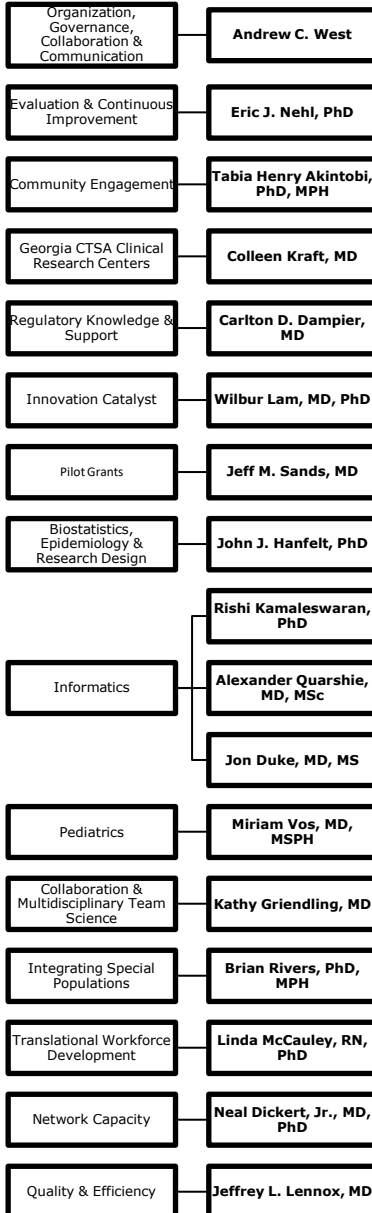 Organization,
Governance,
Collaboration &
Communication
Andrew C. West
Evaluation & Continuous
Improvement
Eric J. Nehl, PhD
Community Engagement
Tabia Henry Akintobi,
PhD, MPH
Georgia CTSA Clinical
Research Centers
Colleen Kraft, MD
Regulatory Knowledge &
Support
Carlton D. Dampier,
MD
Innovation Catalyst
Wilbur Lam, MD, PhD
Pilot Grants
Jeff M. Sands, MD
Biostatistics,
Epidemiology &
Research Design
John J. Hanfelt, PhD
Informatics
Rishi Kamaleswaran,
PhD
Alexander Quarshie,
MD, MSc
Jon Duke, MD, MS
Pediatrics
Miriam Vos, MD,
MSPH
Collaboration &
Multidisciplinary Team
Science
Kathy Griendling, MD
Integrating Special
Populations
Brian Rivers, PhD,
MPH
Translational Workforce
Development
Linda McCauley, RN,
PhD
Network Capacity
Neal Dickert, Jr., MD,
PhD
Quality & Efficiency
Jeffrey L. Lennox, MD